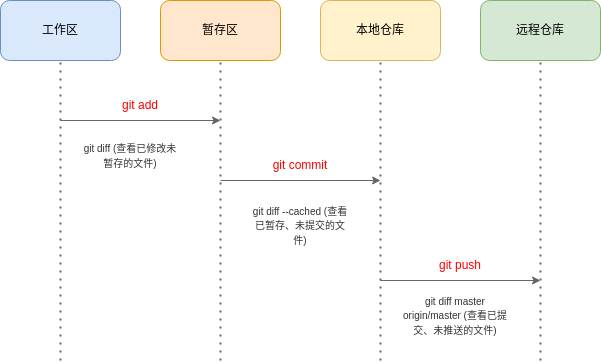 工作区
暂存区
本地仓库
远程仓库
git add
git diff (查看已修改未
暂存的文件)
git commit
git diff --cached (查看
已暂存、未提交的文
件)
git push
git diff master
origin/master (查看已提
交、未推送的文件)